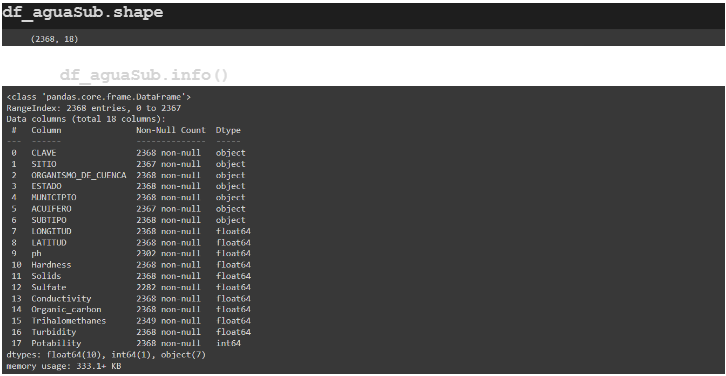 df_aguaSub.shape
(2368, 18)
df_aguaSub.info()
<class 'pandas.core.frame.DataFrame'>
RangeIndex: 2368 entries, 0 to 2367
Data columns (total 18 columns):
 #   Column             Non-Null Count  Dtype
---  ------             --------------  -----
 0   CLAVE              2368 non-null   object
 1   SITIO              2367 non-null   object
 2   ORGANISMO_DE_CUENCA  2368 non-null   object
 3   ESTADO             2368 non-null   object
 4   MUNICIPIO          2368 non-null   object
 5   ACUIFERO           2367 non-null   object
 6   SUBTIPO            2368 non-null   object
 7   LONGITUD           2368 non-null   float64
 8   LATITUD            2368 non-null   float64
 9   ph                 2302 non-null   float64
 10  Hardness           2368 non-null   float64
 11  Solids             2368 non-null   float64
 12  Sulfate            2282 non-null   float64
 13  Conductivity       2368 non-null   float64
 14  Organic_carbon     2368 non-null   float64
 15  Trihalomethanes    2349 non-null   float64
 16  Turbidity          2368 non-null   float64
 17  Potability         2368 non-null   int64
dtypes: float64(10), int64(1), object(7)
memory usage: 333.1+ KB